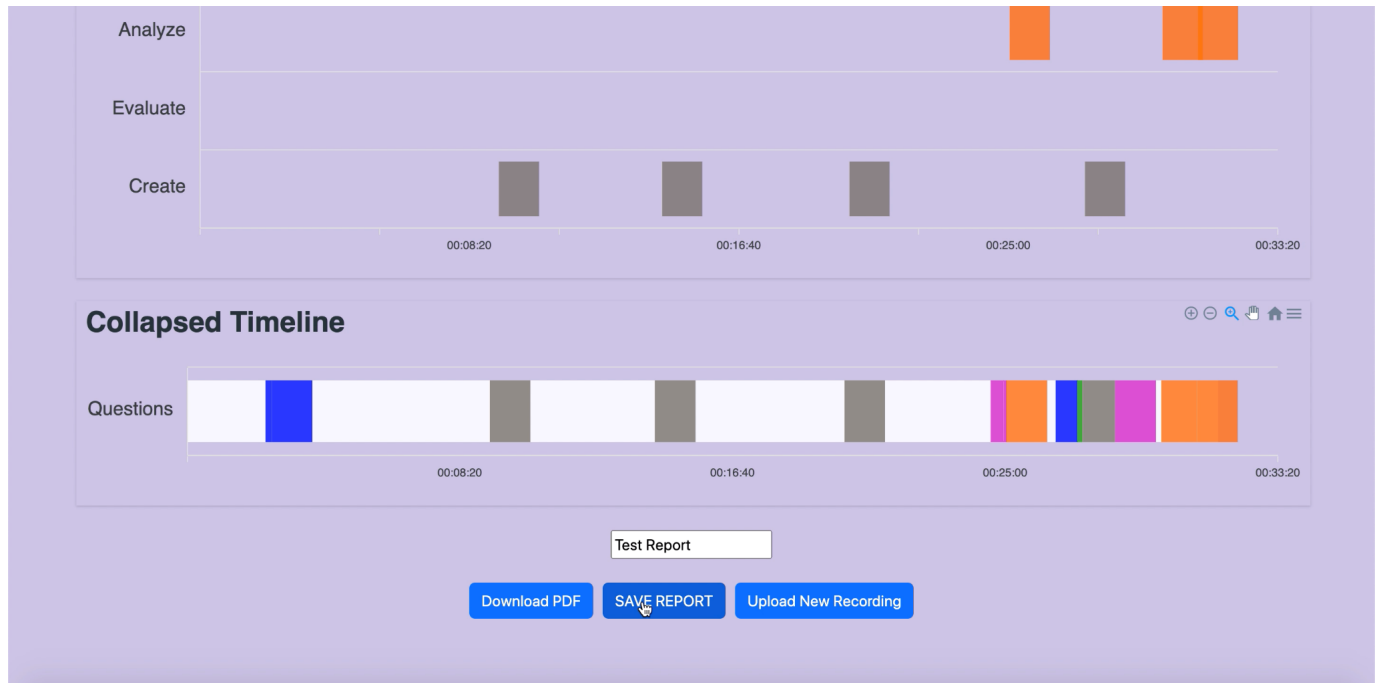 Analyze
Evaluate
Create
00:08:20 00:16:40 00:25:00 00:33:20
Collapsed Timeline
Questions
00:08:20 00:16:40 00:25:00 00:33:20
Test Report
Download PDF SAVE REPORT Upload New Recording